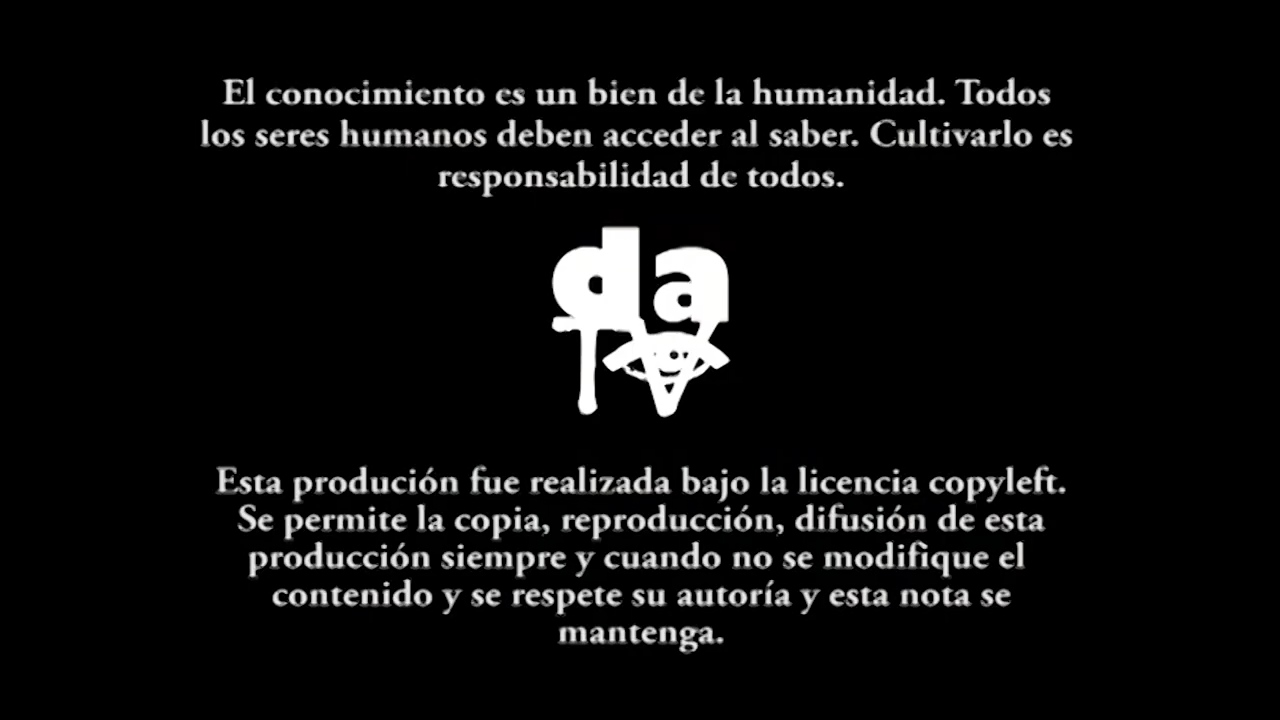 El conocimiento es un bien de la humanidad. Todos
los seres humanos deben acceder al saber. Cultivarlo es
responsabilidad de todos.
da
TV
Esta produción fue realizada bajo la licencia copyleft.
Se permite la copia, reproducción, difusión de esta
producción siempre y cuando no se modifique el
contenido y se respete su autoría y esta nota se
mantenga.